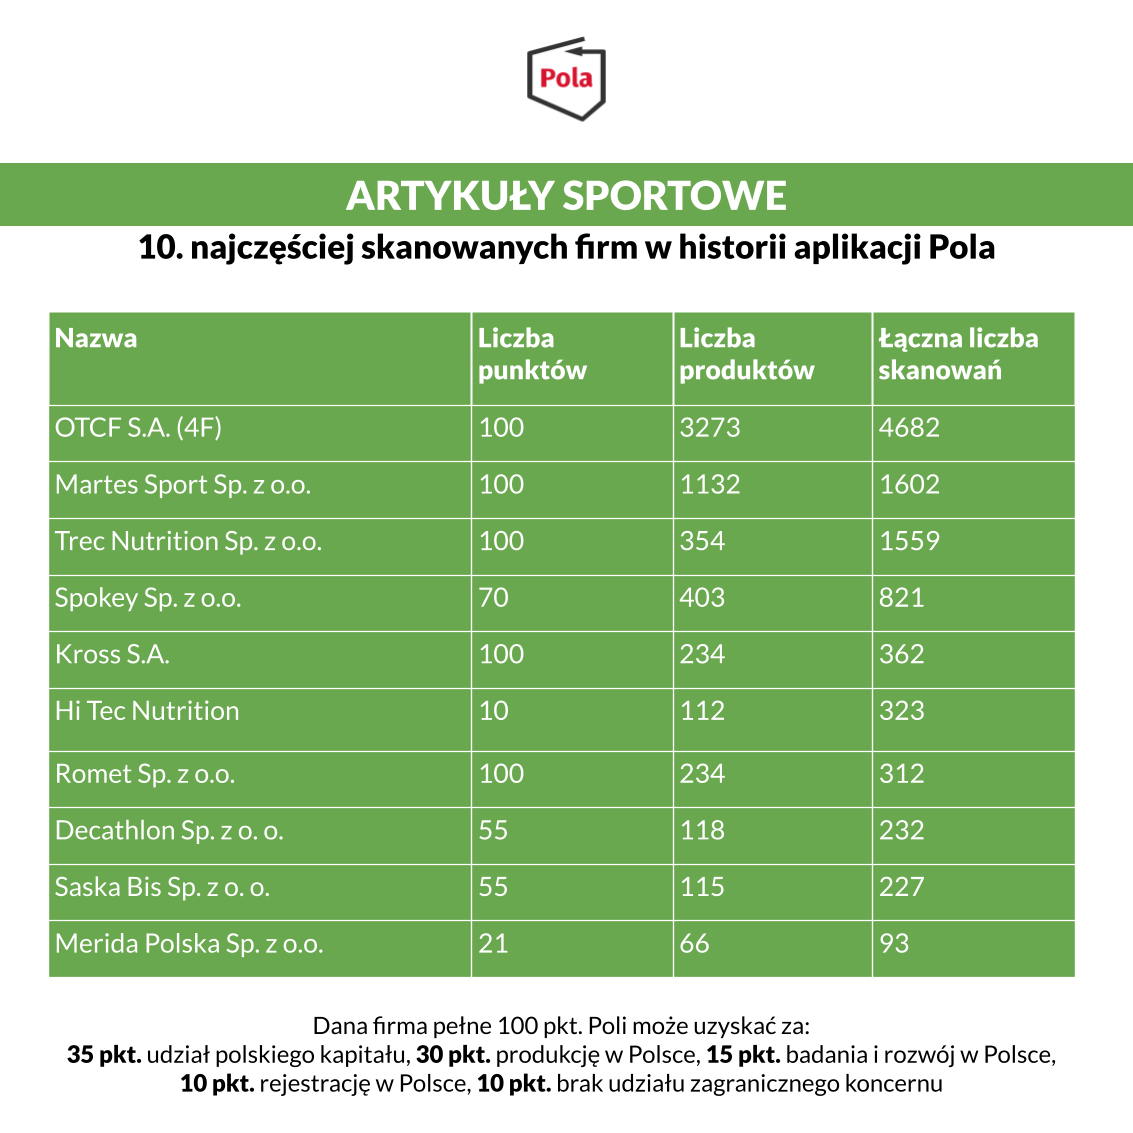 Pola
ARTYKUŁY SPORTOWE
10. najczęściej skanowanych firm w historii aplikacji Pola
Nazwa Liczba punktów Liczba produktów Łączna liczba skanowań
OTCF S.A. (4F) 100 3273 4682
Martes Sport Sp. z o.o. 100 1132 1602
Trec Nutrition Sp. z o.o. 100 354 1559
Spokey Sp. z o.o. 70 403 821
Kross S.A. 100 234 362
Hi Tec Nutrition 10 112 323
Romet Sp. z o.o. 100 234 312
Decathlon Sp. z o. o. 55 118 232
Saska Bis Sp. z o. o. 55 115 227
Merida Polska Sp. z o.o. 21 66 93
Dana firma pełne 100 pkt. Poli może uzyskać za:
35 pkt. udział polskiego kapitału, 30 pkt. produkcję w Polsce, 15 pkt. badania i rozwój w Polsce,
10 pkt. rejestrację w Polsce, 10 pkt. brak udziału zagranicznego koncernu